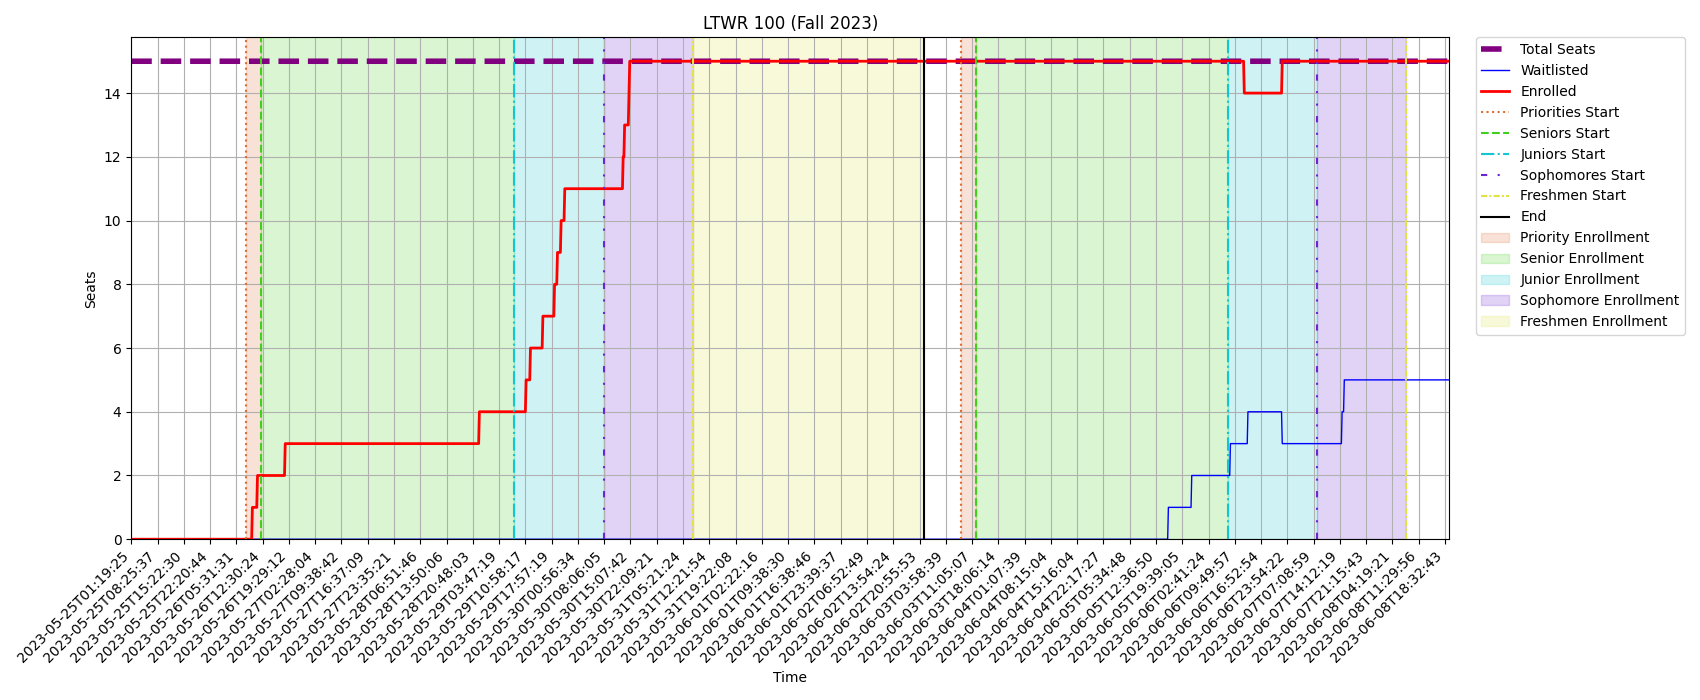 LTWR 100 (Fall 2023)
Seats
14
12
10
8
6
4
2
0
2023-05-25T01:19:25
2023-05-25T08:25:37
2023-05-25T15:22:30
2023-05-25T22:20:44
2023-05-26T05:31:31
2023-05-26T12:30:24
2023-05-26T19:29:12
2023-05-27T02:28:04
2023-05-27T09:38:42
2023-05-27T16:37:09
2023-05-27T23:35:21
2023-05-28T06:51:46
2023-05-28T13:50:06
2023-05-28T20:48:03
2023-05-29T03:47:19
2023-05-29T10:58:17
2023-05-29T17:57:19
2023-05-30T00:56:34
2023-05-30T08:06:05
2023-05-30T15:07:42
2023-05-30T22:09:21
2023-05-31T05:21:24
2023-05-31T12:21:54
2023-05-31T19:22:08
2023-06-01T02:22:16
2023-06-01T09:38:30
2023-06-01T16:38:46
2023-06-01T23:39:37
2023-06-02T06:52:49
2023-06-02T13:54:24
2023-06-02T20:55:53
2023-06-03T03:58:39
2023-06-03T11:05:07
2023-06-03T18:06:14
2023-06-04T01:07:39
2023-06-04T08:15:04
2023-06-04T15:16:04
2023-06-04T22:17:27
2023-06-05T05:34:48
2023-06-05T12:36:50
2023-06-05T19:39:05
2023-06-06T02:41:24
2023-06-06T09:49:57
2023-06-06T16:52:54
2023-06-06T23:54:22
2023-06-07T07:08:59
2023-06-07T14:12:19
2023-06-07T21:15:43
2023-06-08T04:19:21
2023-06-08T11:29:56
2023-06-08T18:32:43
Time
Total Seats
Waitlisted
Enrolled
Priorities Start
Seniors Start
Juniors Start
Sophomores Start
Freshmen Start
End
Priority Enrollment
Senior Enrollment
Junior Enrollment
Sophomore Enrollment
Freshmen Enrollment